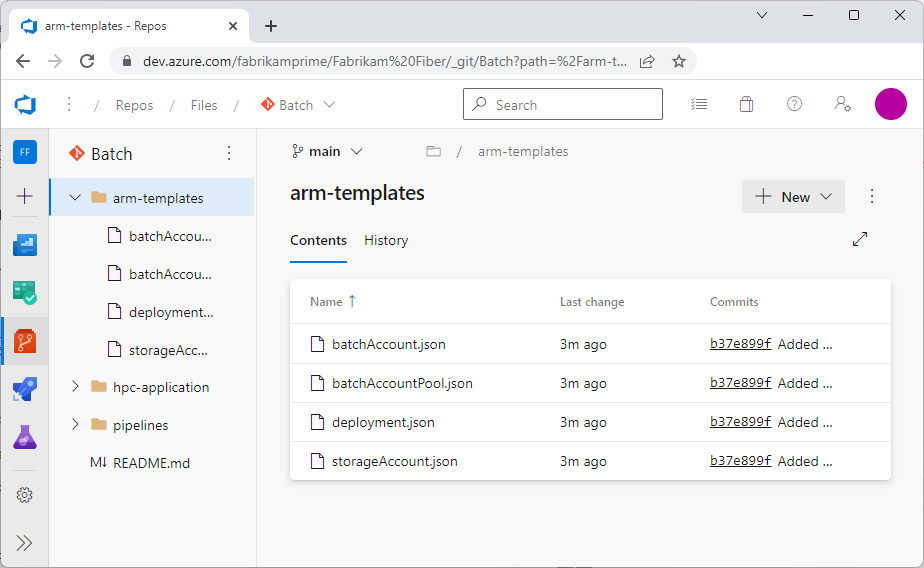 arm-templates - Repos
dev.azure.com/fabrikamprime/Fabrikam%20Fiber/_git/Batch?path=%2Farm-t...
/ Repos / Files / Batch
Search
FF
Batch
main
/ arm-templates
arm-templates
batchAccou...
batchAccou...
deployment...
storageAcc...
hpc-application
pipelines
M↓ README.md
arm-templates
New
Contents History
Name ↑ Last change Commits
batchAccount.json 3m ago b37e899f Added ...
batchAccountPool.json 3m ago b37e899f Added ...
deployment.json 3m ago b37e899f Added ...
storageAccount.json 3m ago b37e899f Added ...